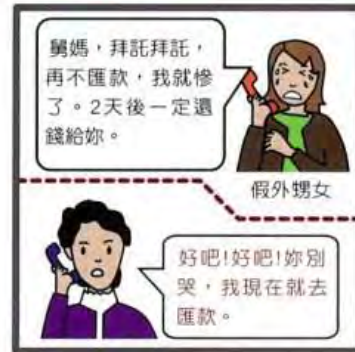 舅媽，拜託拜託，
再不匯款，我就慘
了。2天後一定還
錢給妳。
假外甥女
好吧!好吧!妳別
哭，我現在就去
匯款。